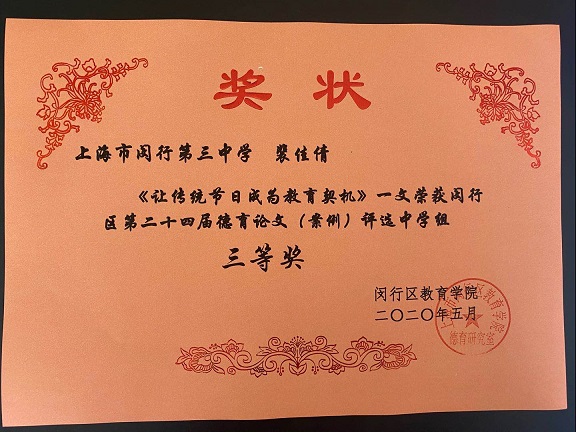 奖状
上海市闵行第三中学 裴佳倩
《让传统节日成为教育契机》一文荣获闵行
区第二十四届德育论文（案例）评选中学组
三等奖
闵行区教育学院
二〇二〇年五月
上海市闵行区教育学院
德育研究室